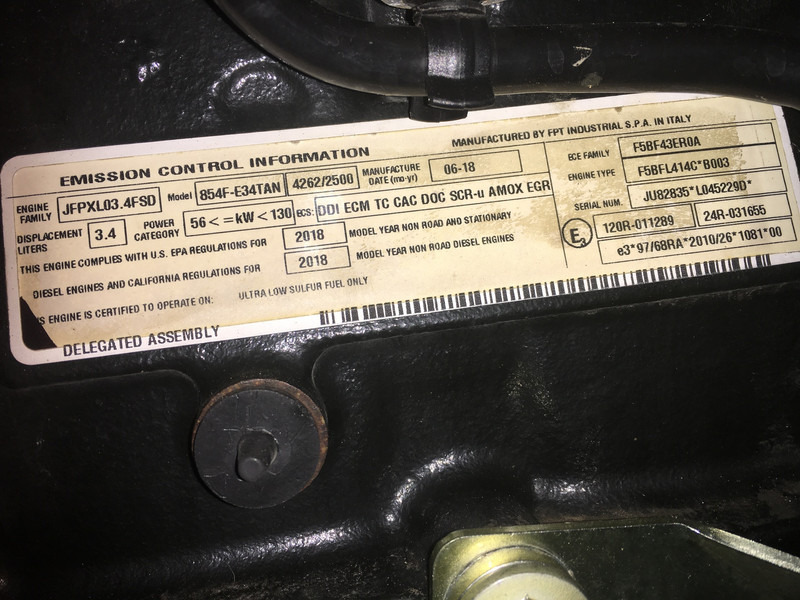 EMISSION CONTROL INFORMATION
MANUFACTURED BY FPT INDUSTRIAL S.P.A. IN ITALY
ENGINE FAMILY JFPXL03.4FSD Model 854F-E34TAN 4262/2500 MANUFACTURE DATE (mo-yr) 06-18
DISPLACEMENT LITERS 3.4 POWER CATEGORY 56<=kW<130 ECS: DDI ECM TC CAC DOC SCR-u AMOX EGR
THIS ENGINE COMPLIES WITH U.S. EPA REGULATIONS FOR 2018 MODEL YEAR NON ROAD AND STATIONARY
DIESEL ENGINES AND CALIFORNIA REGULATIONS FOR 2018 MODEL YEAR NON ROAD DIESEL ENGINES
ENGINE IS CERTIFIED TO OPERATE ON: ULTRA LOW SULFUR FUEL ONLY
DELEGATED ASSEMBLY
ECE FAMILY F5BF43ER0A
ENGINE TYPE F5BFL414C*B003
SERIAL NUM. JU82835*L045229D*
E3 120R-011289 24R-031655
e3*97/68RA*2010/26*1081*00